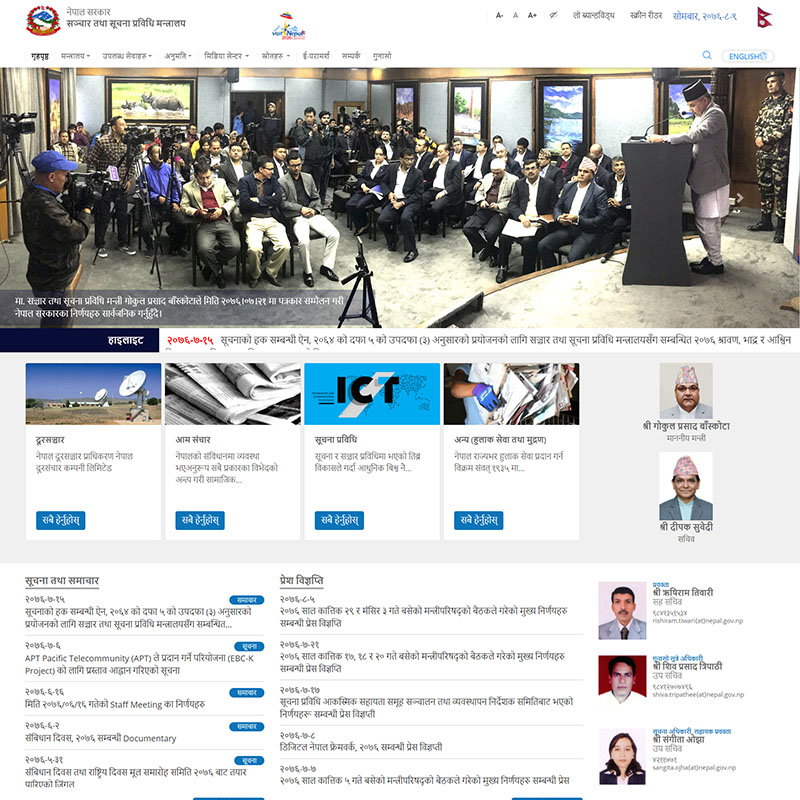 नेपाल सरकार
सञ्चार तथा सूचना प्रविधि मन्त्रालय
visit Nepal
2020
A-
A
A+
लो ब्यान्डविड्थ
स्क्रीन रीडर
सोमबार, २०७६-८-९
गृहपृष्ठ
मन्त्रालय
उपलब्ध सेवाहरु
अनुमति
मिडिया सेन्टर
स्रोतहरु
ई-परामर्श
सम्पर्क
गुनासो
ENGLISH
मा. सञ्चार तथा सूचना प्रविधि मन्त्री गोकुल प्रसाद बाँस्कोटाले मिति २०७६।०७।२१ मा पत्रकार सम्मेलन गरी
नेपाल सरकारका निर्णयहरु सार्वजनिक गर्नुहुँदै।
हाइलाइट
२०७६-७-१५ सूचनाको हक सम्बन्धी ऐन, २०६४ को दफा ५ को उपदफा (३) अनुसारको प्रयोजनको लागि सञ्चार तथा सूचना प्रविधि मन्त्रालयसँग सम्बन्धित २०७६ श्रावण, भाद्र र आश्विन
ICT
दूरसञ्चार
नेपाल दूरसञ्चार प्राधिकरण नेपाल
दूरसंचार कम्पनी लिमिटेड
सबै हेर्नुहोस्
आम संचार
नेपालको संविधानमा व्यवस्था
भएअनुरुप सबै प्रकारका विभेदको
अन्त्य गरी सामाजिक...
सबै हेर्नुहोस्
सूचना प्रविधि
सूचना र सञ्चार प्रविधिमा भएको तिब्र
विकासले गर्दा आधुनिक बिश्व नै...
सबै हेर्नुहोस्
अन्य (हुलाक सेवा तथा मुद्रण)
नेपाल राज्यभर हुलाक सेवा प्रदान गर्न
विक्रम संवत् १९३५ मा...
सबै हेर्नुहोस्
श्री गोकुल प्रसाद बाँस्कोटा
माननीय मन्त्री
श्री दीपक सुवेदी
सचिव
सूचना तथा समाचार
२०७६-७-१५
समाचार
सूचनाको हक सम्बन्धी ऐन, २०६४ को दफा ५ को उपदफा (३) अनुसारको
प्रयोजनको लागि सञ्चार तथा सूचना प्रविधि मन्त्रालयसँग सम्बन्धित...
२०७६-७-६
सूचना
APT Pacific Telecommunity (APT) ले प्रदान गर्ने परियोजना (EBC-K
Project) को लागि प्रस्ताव आह्वान गरिएको सूचना
२०७६-६-१६
समाचार
मिति २०७६/०६/१६ गतेको Staff Meeting का निर्णयहरु
२०७६-६-२
समाचार
संबिधान दिवस, २०७६ सम्बन्धी Documentary
२०७६-५-३१
सूचना
संबिधान दिवस तथा राष्ट्रिय दिवस मूल समारोह समिति २०७६ बाट तयार
पारिएको जिंगल
प्रेश विज्ञप्ति
२०७६-८-५
२०७६ साल कात्तिक २९ र मंसिर ३ गते बसेको मन्त्रीपरिषद्को बैठकले गरेको मुख्य निर्णयहरु
सम्बन्धी प्रेस विज्ञप्ति
२०७६-७-२१
२०७६ साल कात्तिक १७, १८ र २० गते बसेको मन्त्रीपरिषद्को बैठकले गरेको मुख्य निर्णयहरु
सम्बन्धी प्रेस विज्ञप्ति
२०७६-७-१७
सूचना प्रविधि आकस्मिक सहायता समूह सञ्चालन तथा व्यवस्थापन निर्देशक समितिबाट भएको
निर्णयहरू सम्वन्धी प्रेस विज्ञप्ती
२०७६-७-८
डिजिटल नेपाल फ्रेमवर्क, २०७६ सम्वन्धी प्रेस विज्ञप्ती
२०७६-७-७
२०७६ साल कात्तिक ५ गते बसेको मन्त्रीपरिषद्को बैठकले गरेको मुख्य निर्णयहरु सम्बन्धी प्रेस
प्रवक्ता
श्री ऋषिराम तिवारी
सह सचिव
rishiram.tiwari(at)nepal.gov.np
गुनासो सुन्ने अधिकारी
श्री शिव प्रसाद त्रिपाठी
उप सचिव
shiva.tripathee(at)nepal.gov.np
सूचना अधिकारी, सहायक प्रवक्ता
श्री संगीता ओझा
उप सचिव
४२११७७१
sangita.ojha(at)nepal.gov.np